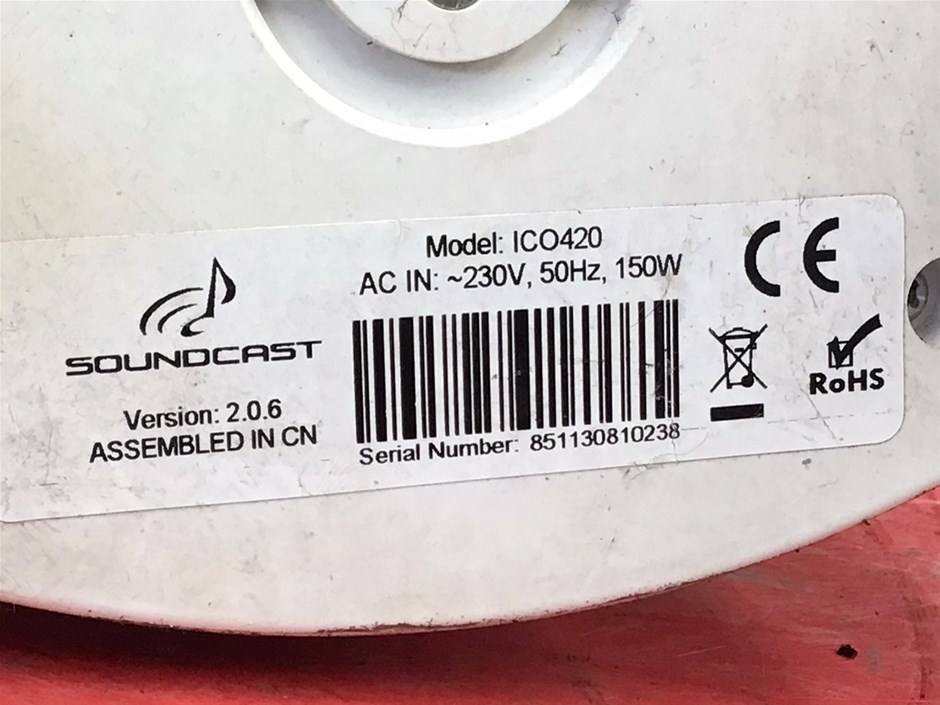 Model: ICO420
AC IN: ~230V, 50Hz, 150W
CE
SOUNDCAST
Version: 2.0.6
ASSEMBLED IN CN
Serial Number: 851130810238
RoHS